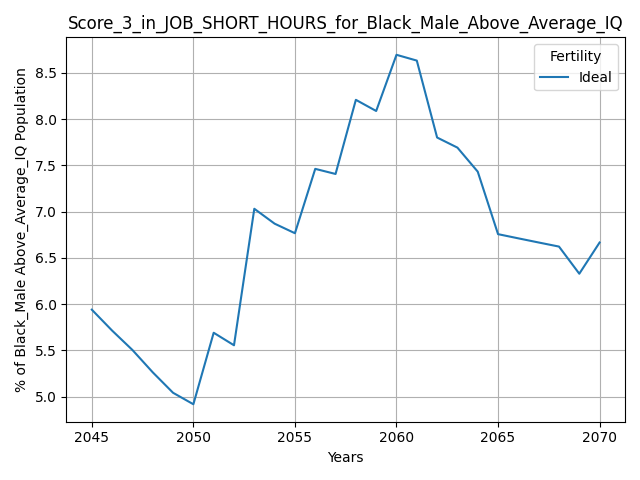 Score_3_in_JOB_SHORT_HOURS_for_Black_Male_Above_Average_IQ
% of Black_Male Above_Average_IQ Population
8.5
8.0
7.5
7.0
6.5
6.0
5.5
5.0
Fertility
Ideal
2045 2050 2055 2060 2065 2070
Years